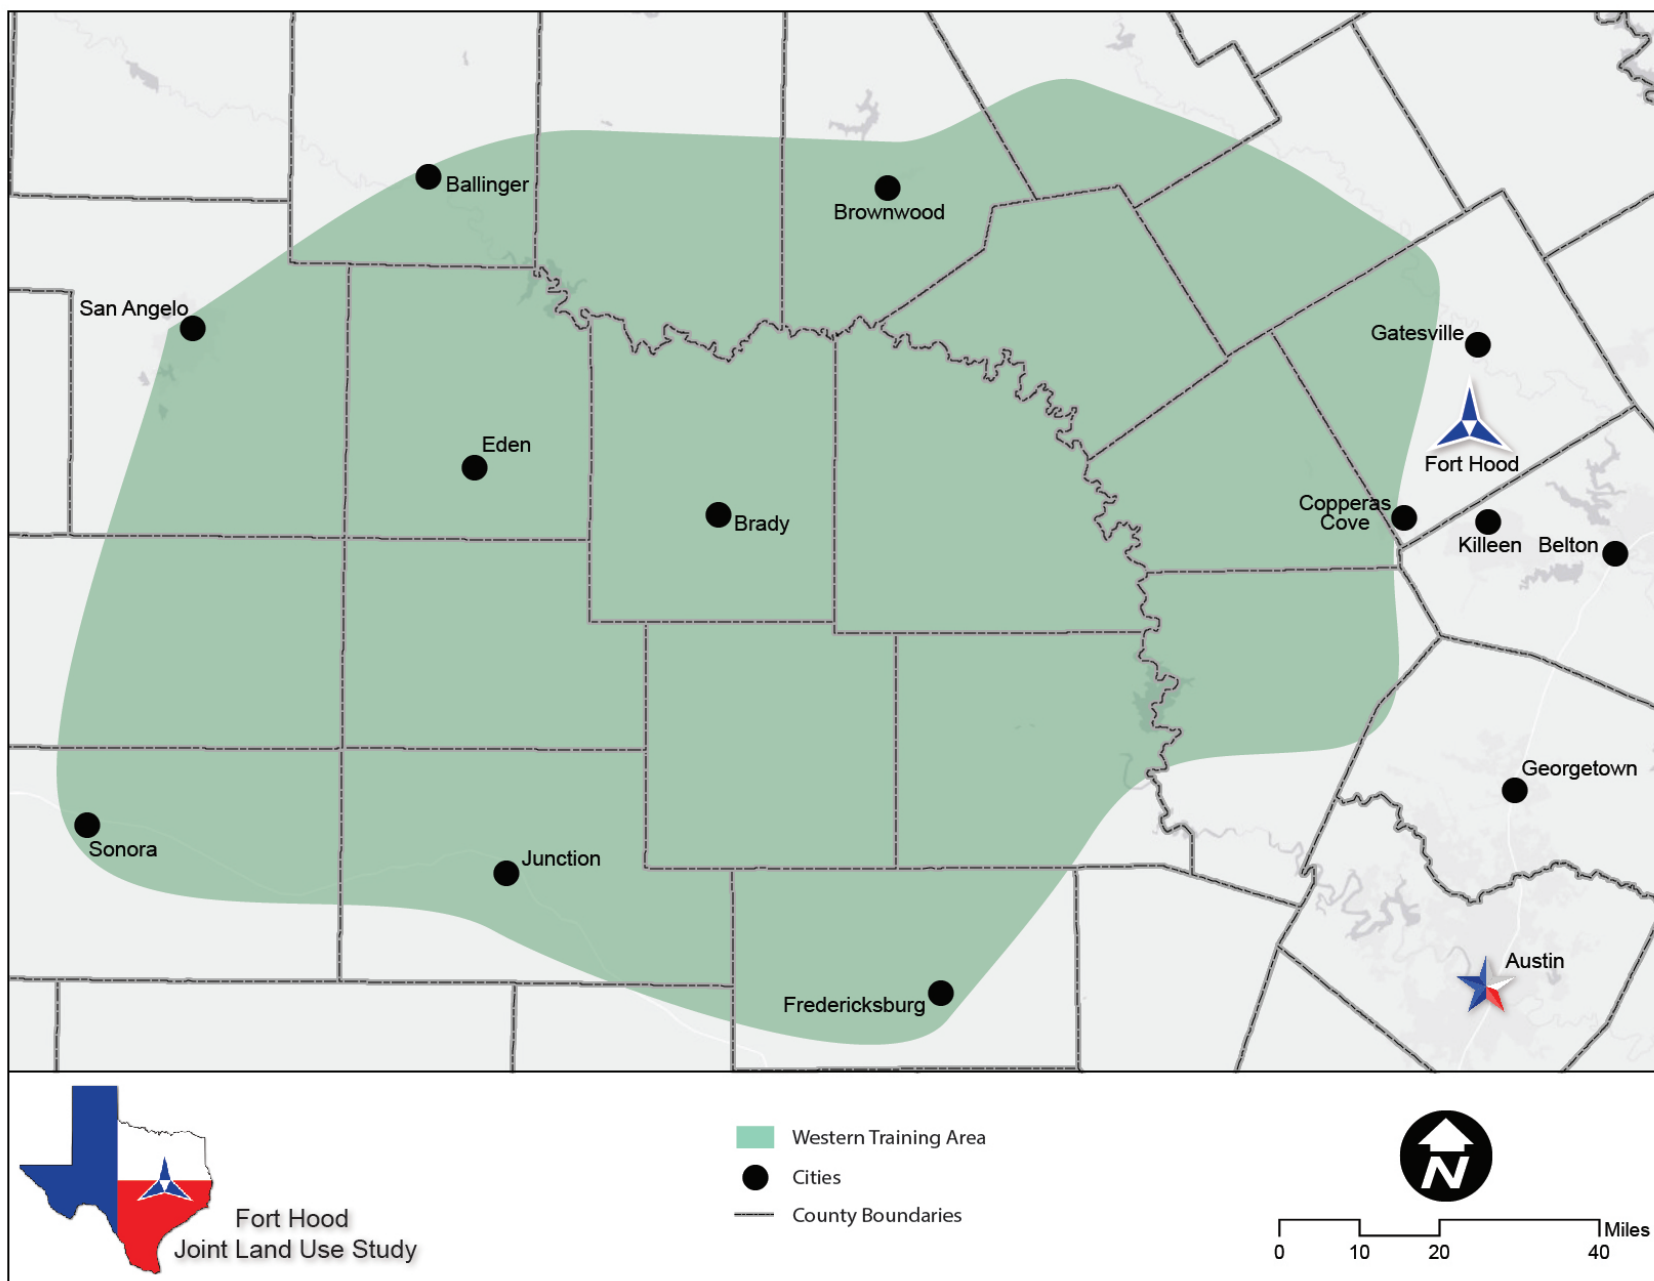 Ballinger
Brownwood
San Angelo
Gatesville
Eden
Fort Hood
Brady
Copperas
Cove
Killeen
Belton
Georgetown
Sonora
Junction
Austin
Fredericksburg
Fort Hood
Joint Land Use Study
Western Training Area
Cities
County Boundaries
N
Miles
0 10 20 40